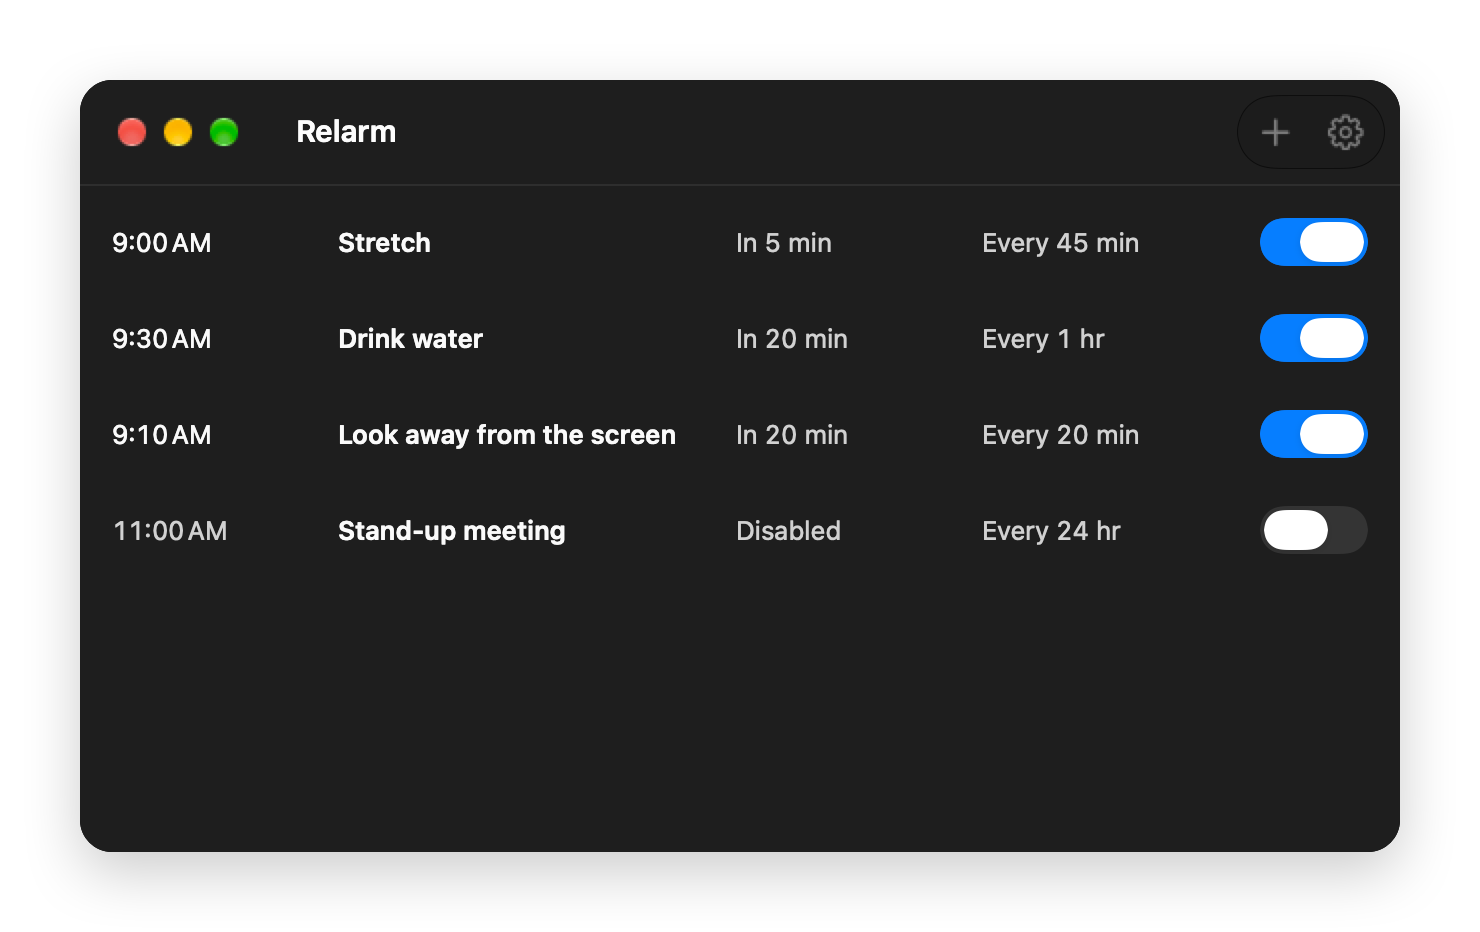 Relarm
9:00 AM Stretch In 5 min Every 45 min
9:30 AM Drink water In 20 min Every 1 hr
9:10 AM Look away from the screen In 20 min Every 20 min
11:00 AM Stand-up meeting Disabled Every 24 hr